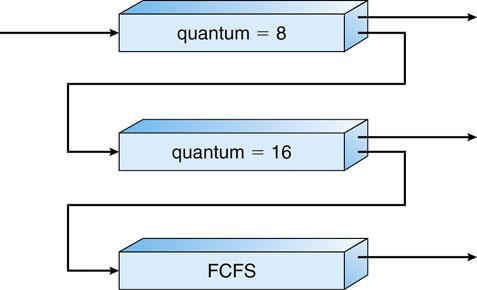 quantum = 8
quantum = 16
FCFS